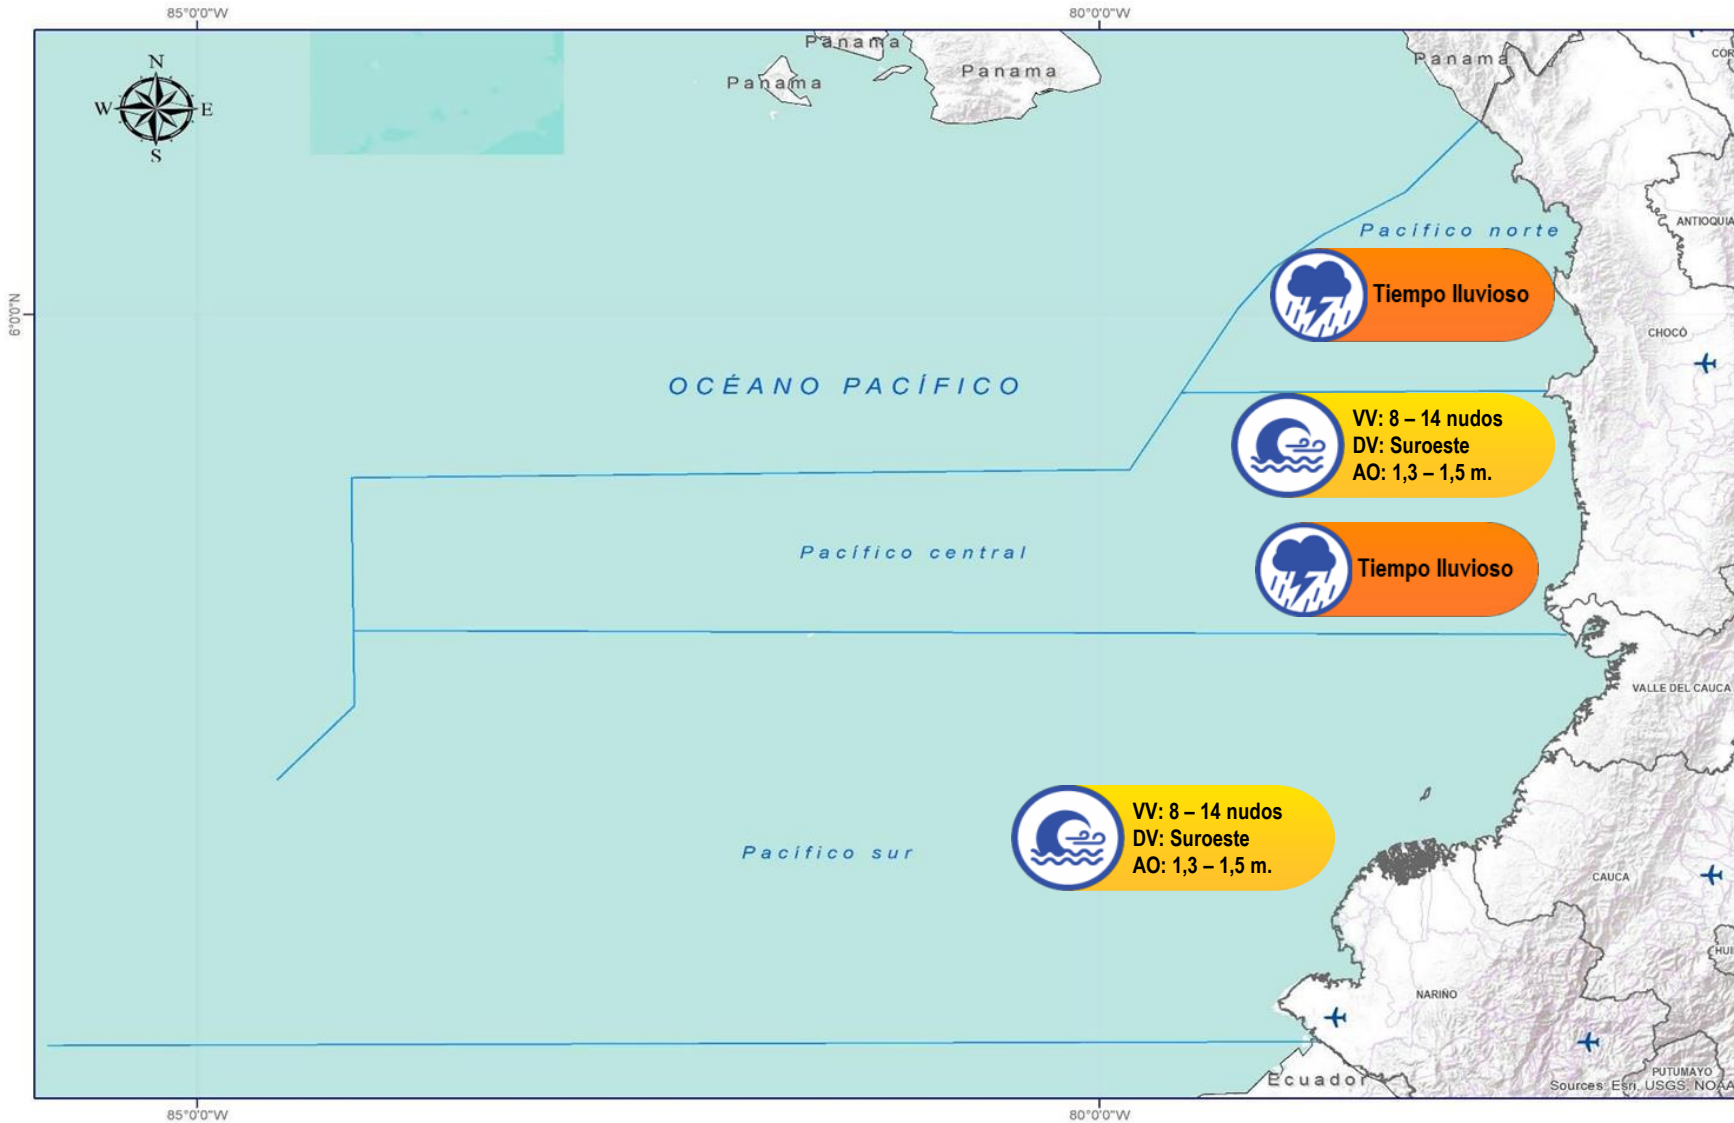 85°0'0"W
80°0'0"W
Panama
Panama
Panama
Panama
N
W
E
S
ANTIOQUIA
Pacífico norte
Tiempo lluvioso
6°0'0"N
CHOCÓ
OCÉANO PACÍFICO
VV: 8 – 14 nudos
DV: Suroeste
AO: 1,3 – 1,5 m.
Pacífico central
Tiempo lluvioso
VALLE DEL CAUCA
VV: 8 – 14 nudos
DV: Suroeste
AO: 1,3 – 1,5 m.
Pacífico sur
CAUCA
HUI
NARIÑO
PUTUMAYO
Ecuador
Sources: Esri, USGS, NOAA
85°0'0"W
80°0'0"W